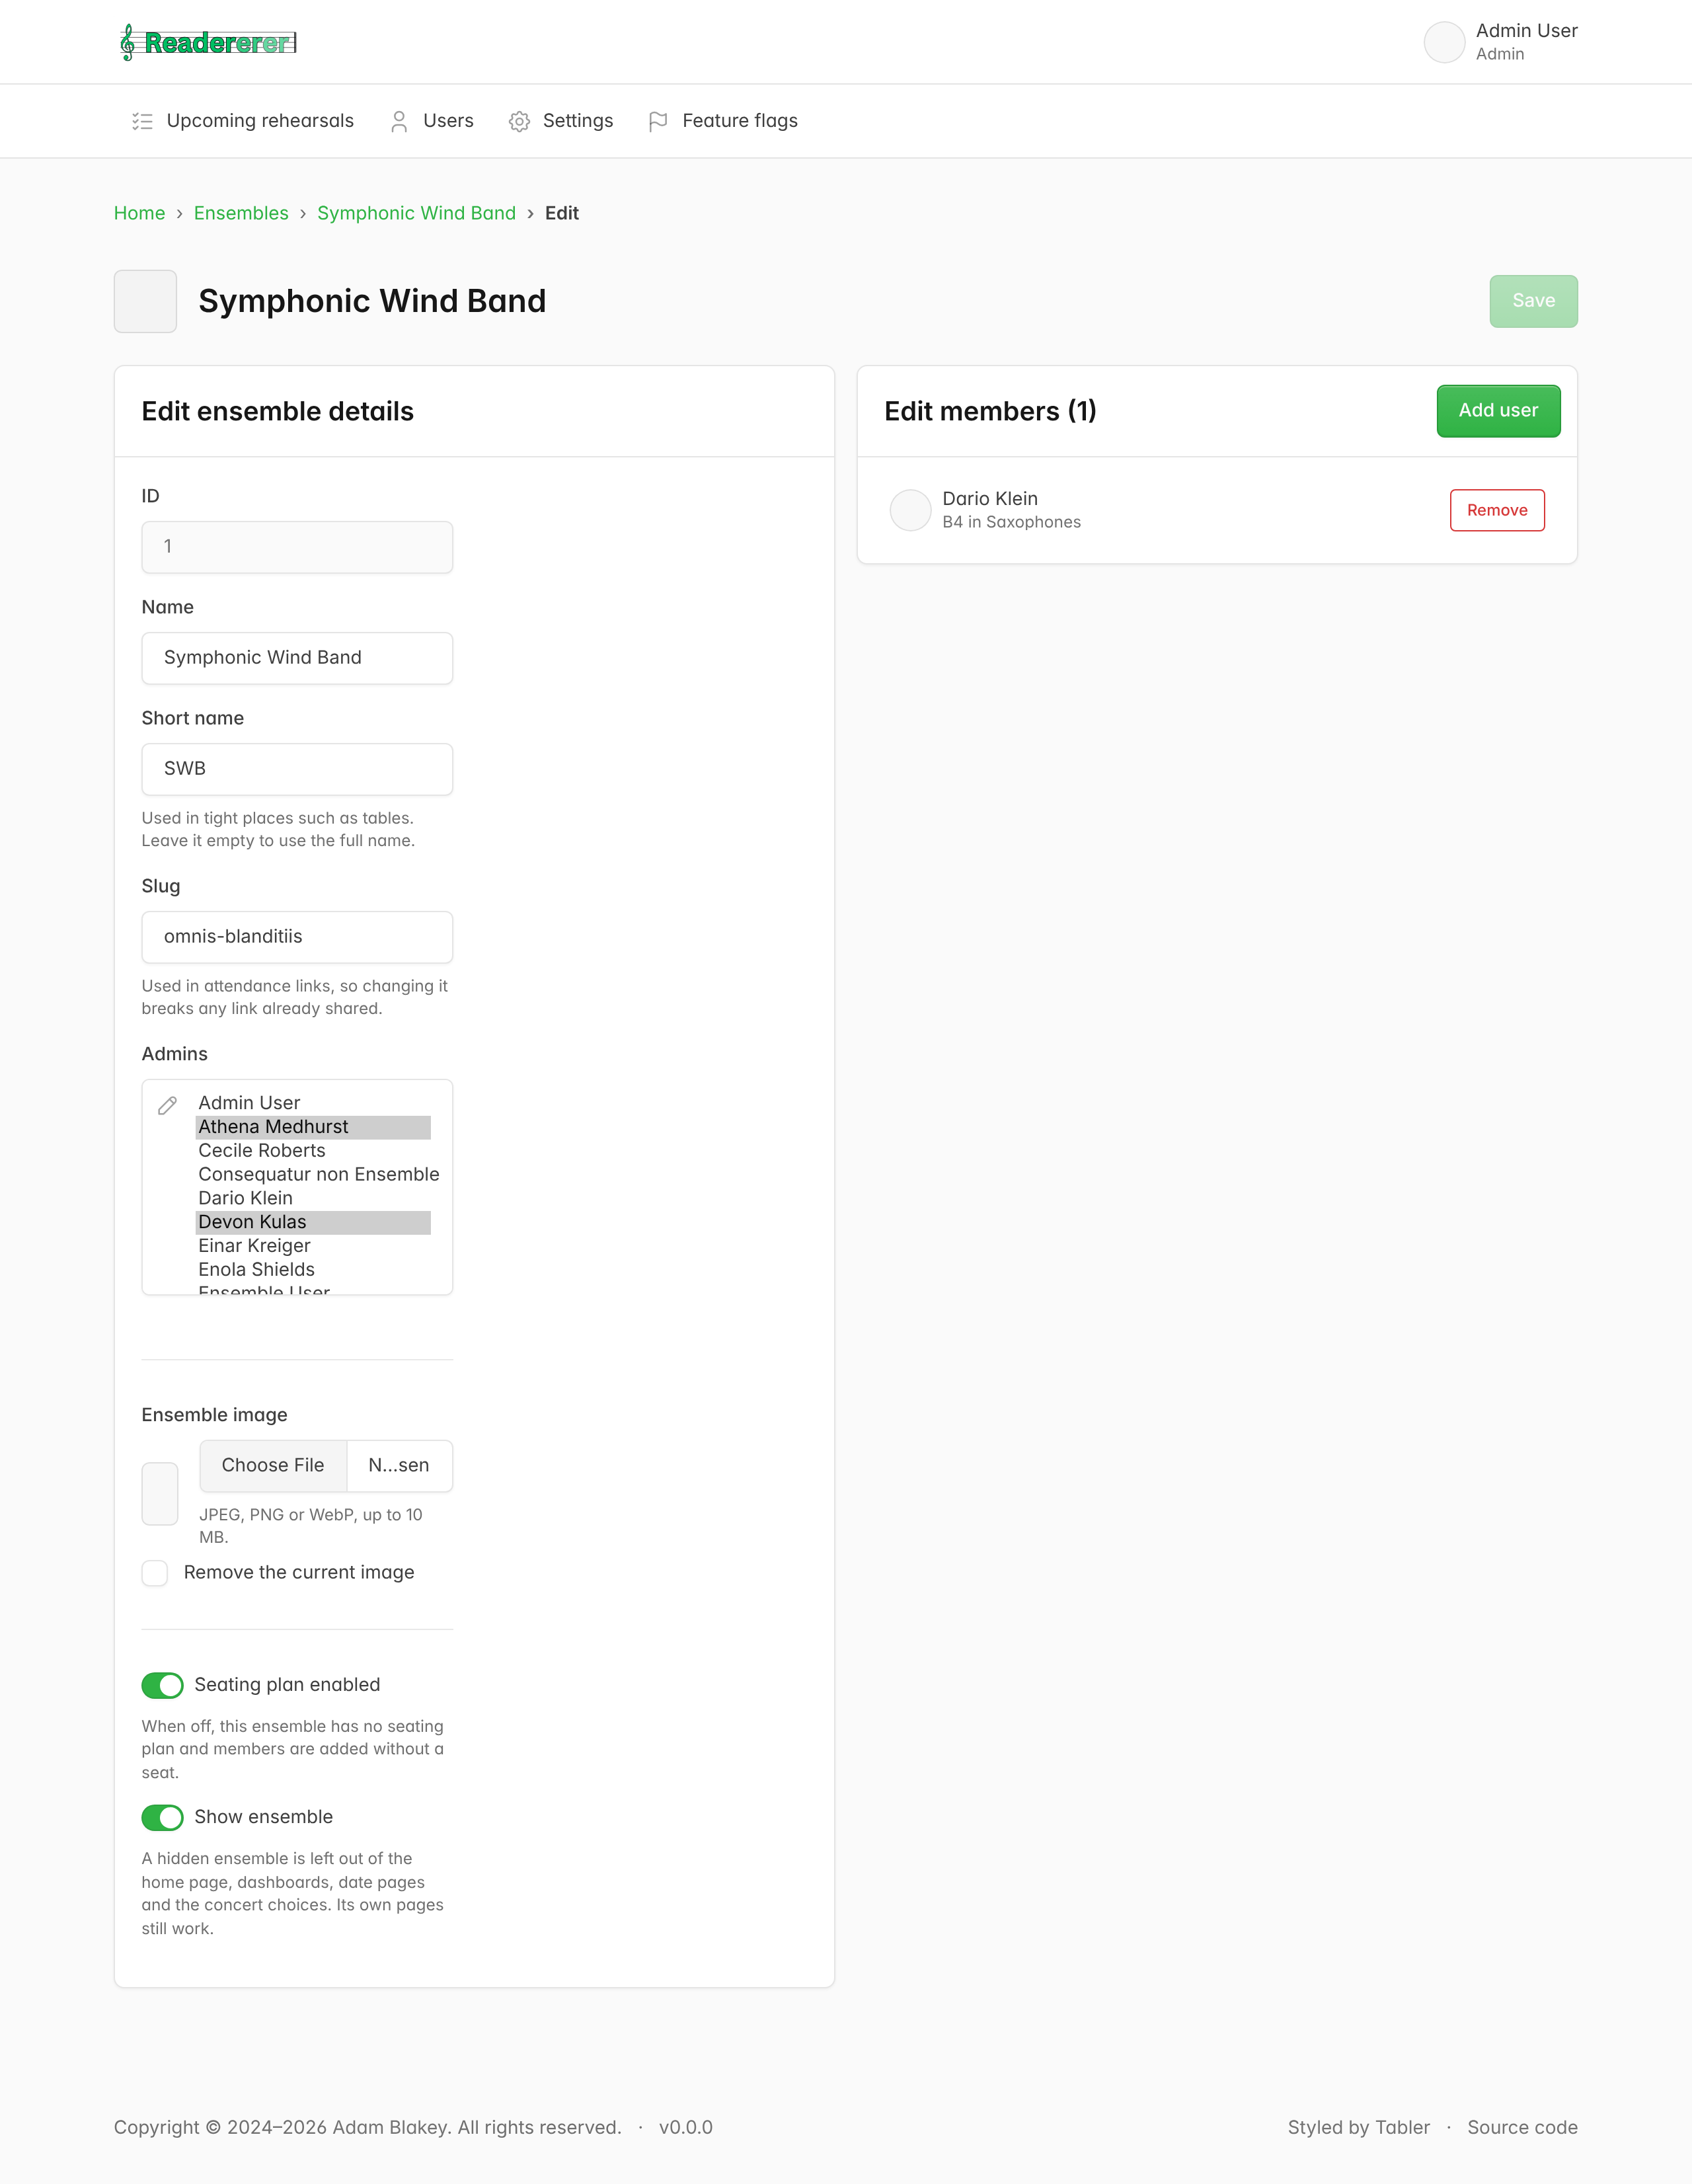 Readererer
Admin User
Admin
Upcoming rehearsals
Users
Settings
Feature flags
Home › Ensembles › Symphonic Wind Band › Edit
Symphonic Wind Band
Save
Edit ensemble details
ID
1
Name
Symphonic Wind Band
Short name
SWB
Used in tight places such as tables.
Leave it empty to use the full name.
Slug
omnis-blanditiis
Used in attendance links, so changing it
breaks any link already shared.
Admins
Admin User
Athena Medhurst
Cecile Roberts
Consequatur non Ensemble
Dario Klein
Devon Kulas
Einar Kreiger
Enola Shields
Ensemble User
Ensemble image
Choose File
N...sen
JPEG, PNG or WebP, up to 10
MB.
Remove the current image
Seating plan enabled
When off, this ensemble has no seating
plan and members are added without a
seat.
Show ensemble
A hidden ensemble is left out of the
home page, dashboards, date pages
and the concert choices. Its own pages
still work.
Edit members (1)
Add user
Dario Klein
B4 in Saxophones
Remove
Copyright © 2024–2026 Adam Blakey. All rights reserved. · v0.0.0
Styled by Tabler · Source code